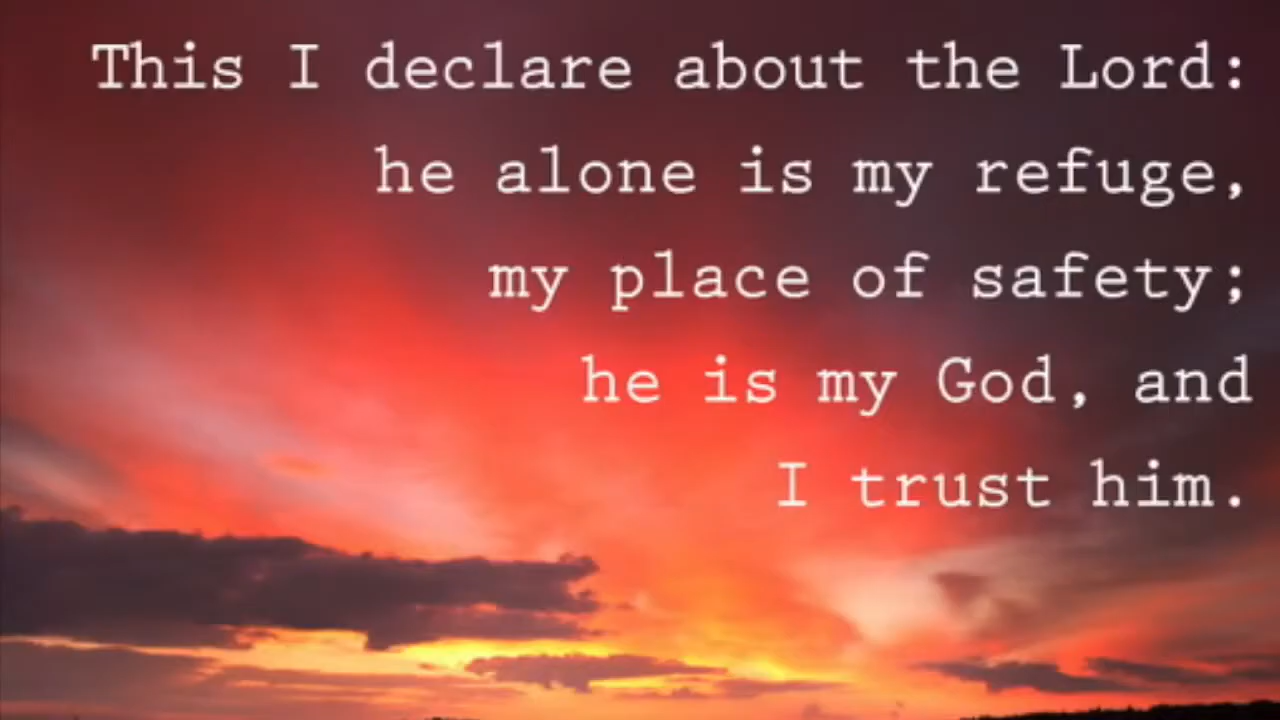 This I declare about the Lord:
he alone is my refuge,
my place of safety;
he is my God, and
I trust him.